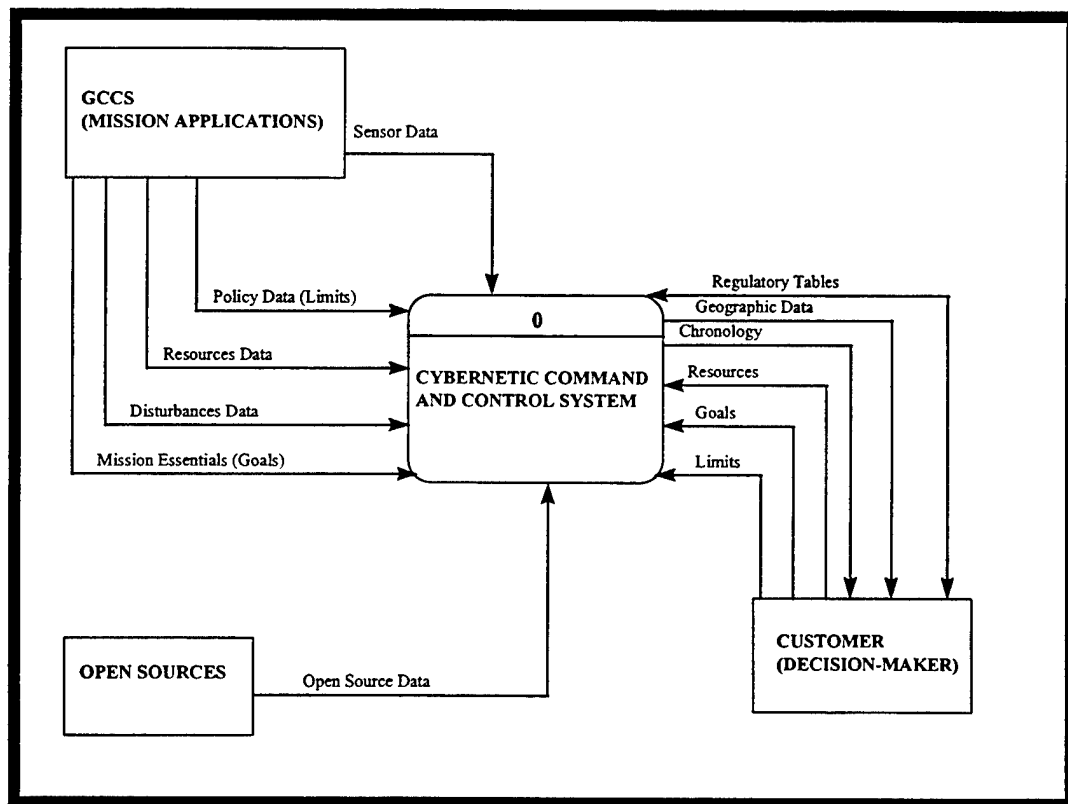 GCCS
(MISSION APPLICATIONS)
Sensor Data
Policy Data (Limits)
Resources Data
Disturbances Data
Mission Essentials (Goals)
0
CYBERNETIC COMMAND
AND CONTROL SYSTEM
Regulatory Tables
Geographic Data
Chronology
Resources
Goals
Limits
OPEN SOURCES
Open Source Data
CUSTOMER
(DECISION-MAKER)